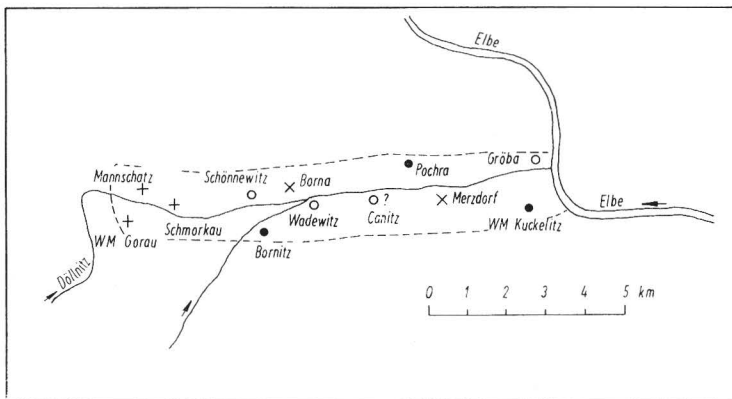 Elbe
Gröba
Pochra
Mannschatz
Schönnewitz
Borna
Elbe
Merzdorf
?
Canitz
Wadewitz
WM Kuckelitz
Schmorkau
WM Gorau
Bornitz
Döllnitz
0 1 2 3 4 5 km